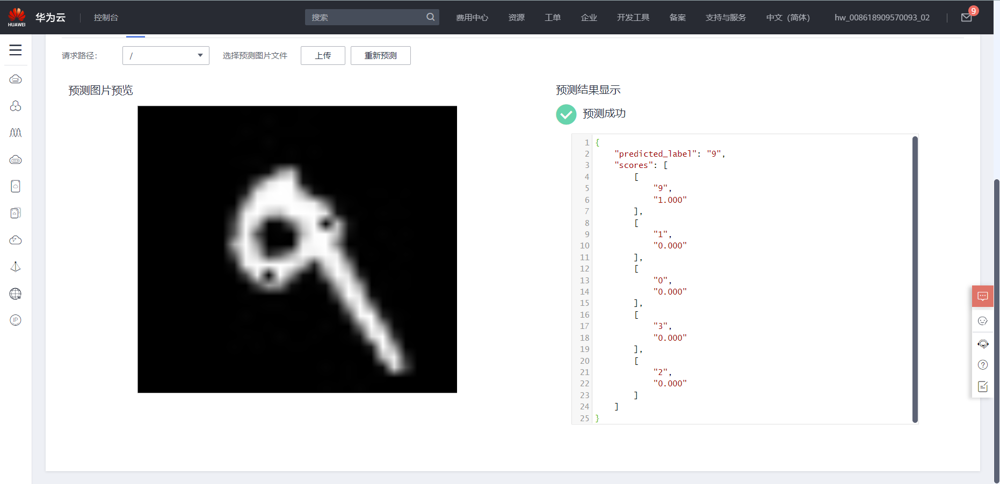 HUAWEI
华为云
控制台
搜索
费用中心
资源
工单
企业
开发工具
备案
支持与服务
中文（简体）
hw_008618909570093_02
9
请求路径：
/
选择预测图片文件
上传
重新预测
预测图片预览
预测结果显示
预测成功
1 {
2 "predicted_label": "9",
3 "scores": [
4 [
5 "9",
6 "1.000"
7 ],
8 [
9 "1",
10 "0.000"
11 ],
12 [
13 "0",
14 "0.000"
15 ],
16 [
17 "3",
18 "0.000"
19 ],
20 [
21 "2",
22 "0.000"
23 ]
24 ]
25 }
W
IP
9